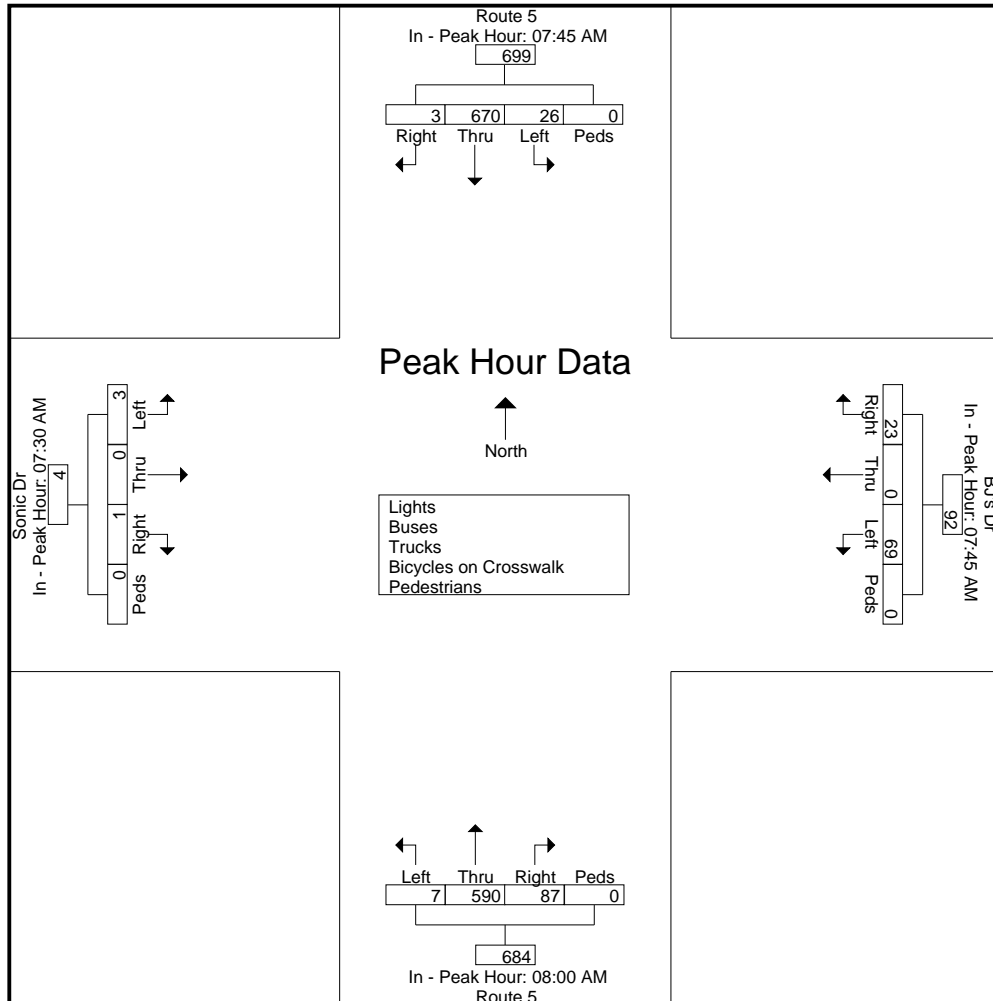 Route 5
In - Peak Hour: 07:45 AM
699
3 670 26 0
Right Thru Left Peds
Peak Hour Data
North
Lights
Buses
Trucks
Bicycles on Crosswalk
Pedestrians
Sonic Dr
In - Peak Hour: 07:30 AM
4
3 0 1 0
Left Thru Right Peds
BJ's Dr
In - Peak Hour: 07:45 AM
92
23 0 69 0
Right Thru Left Peds
Left Thru Right Peds
7 590 87 0
684
In - Peak Hour: 08:00 AM
Route 5